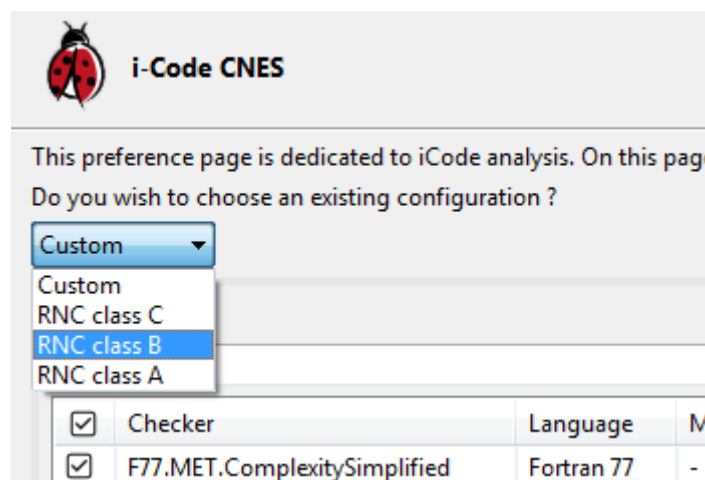 i-Code CNES
This preference page is dedicated to iCode analysis. On this
Do you wish to choose an existing configuration ?
Custom
Custom
RNC class C
RNC class B
RNC class A
Checker Language
F77.MET.ComplexitySimplified Fortran 77 -